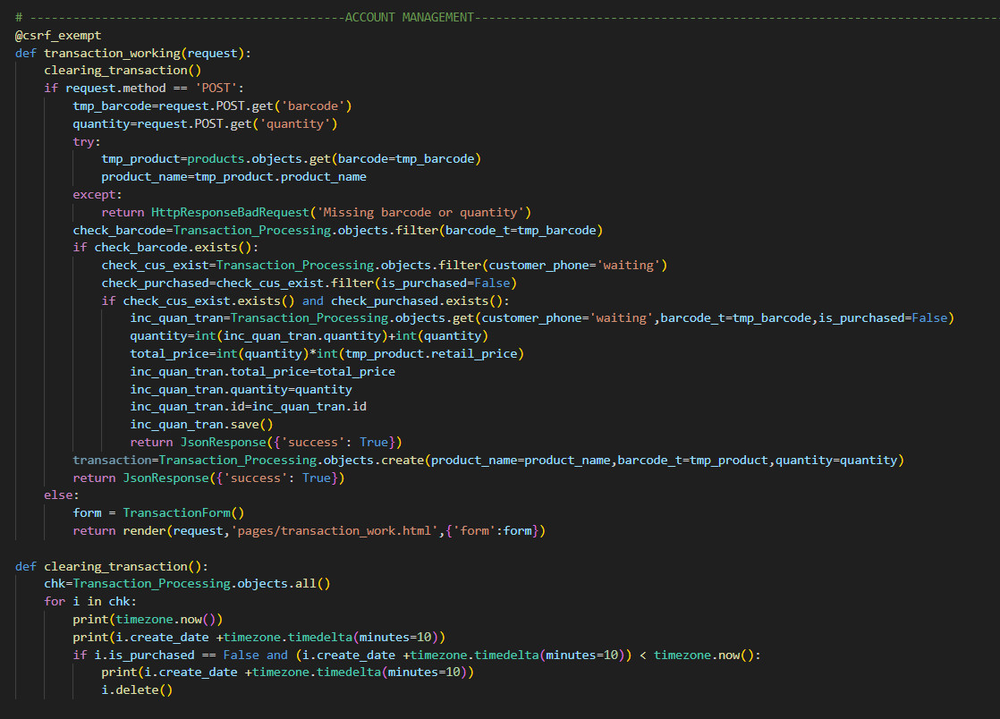 # --------------------------------------------ACCOUNT MANAGEMENT--------------------------------------------------------------------------
@csrf_exempt
def transaction_working(request):
    clearing_transaction()
    if request.method == 'POST':
        tmp_barcode=request.POST.get('barcode')
        quantity=request.POST.get('quantity')
        try:
            tmp_product=products.objects.get(barcode=tmp_barcode)
            product_name=tmp_product.product_name
        except:
            return HttpResponseBadRequest('Missing barcode or quantity')
        check_barcode=Transaction_Processing.objects.filter(barcode_t=tmp_barcode)
        if check_barcode.exists():
            check_cus_exist=Transaction_Processing.objects.filter(customer_phone='waiting')
            check_purchased=check_cus_exist.filter(is_purchased=False)
            if check_cus_exist.exists() and check_purchased.exists():
                inc_quan_tran=Transaction_Processing.objects.get(customer_phone='waiting',barcode_t=tmp_barcode,is_purchased=False)
                quantity=int(inc_quan_tran.quantity)+int(quantity)
                total_price=int(quantity)*int(tmp_product.retail_price)
                inc_quan_tran.total_price=total_price
                inc_quan_tran.quantity=quantity
                inc_quan_tran.id=inc_quan_tran.id
                inc_quan_tran.save()
                return JsonResponse({'success': True})
        transaction=Transaction_Processing.objects.create(product_name=product_name,barcode_t=tmp_product,quantity=quantity)
        return JsonResponse({'success': True})
    else:
        form = TransactionForm()
        return render(request,'pages/transaction_work.html',{'form':form})

def clearing_transaction():
    chk=Transaction_Processing.objects.all()
    for i in chk:
        print(timezone.now())
        print(i.create_date +timezone.timedelta(minutes=10))
        if i.is_purchased == False and (i.create_date +timezone.timedelta(minutes=10)) < timezone.now():
            print(i.create_date +timezone.timedelta(minutes=10))
            i.delete()